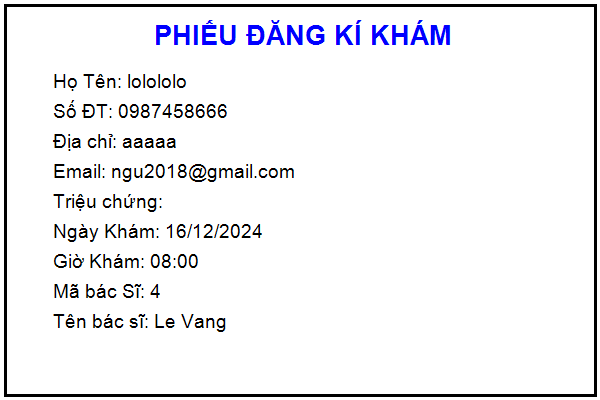 PHIẾU ĐĂNG KÍ KHÁM
Họ Tên: lolololo
Số ĐT: 0987458666
Địa chỉ: aaaaa
Email: ngu2018@gmail.com
Triệu chứng:
Ngày Khám: 16/12/2024
Giờ Khám: 08:00
Mã bác Sĩ: 4
Tên bác sĩ: Le Vang